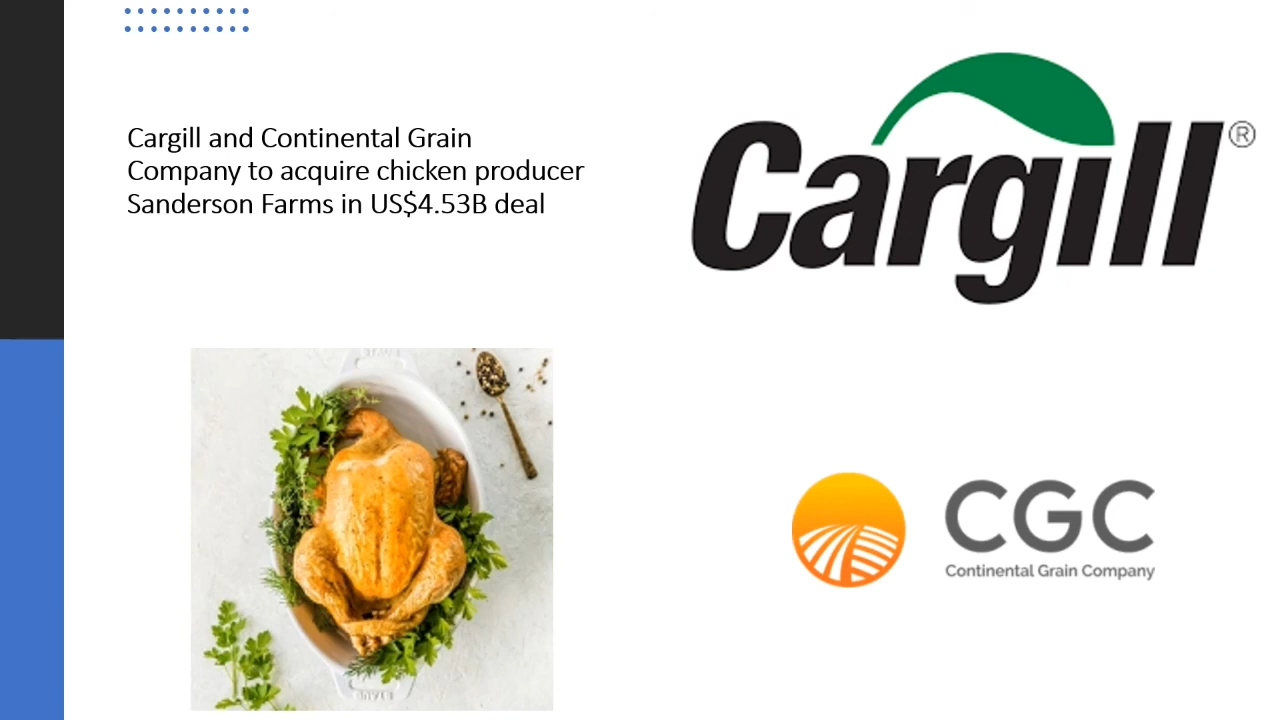 Cargill and Continental Grain
Company to acquire chicken producer
Sanderson Farms in US$4.53B deal
Cargill®
CGC
Continental Grain Company